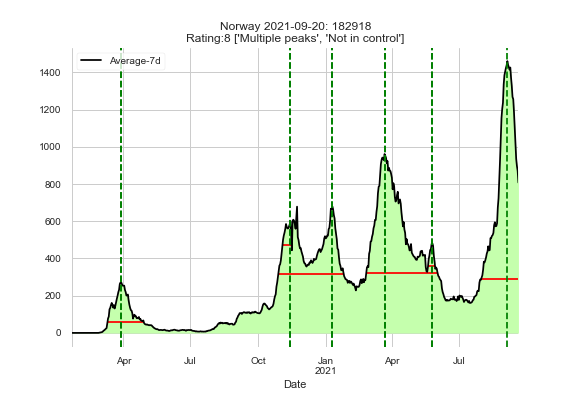 Norway 2021-09-20: 182918
Rating:8 ['Multiple peaks', 'Not in control']
Average-7d
1400
1200
1000
800
600
400
200
0
Apr Jul Oct Jan Apr Jul
2021
Date